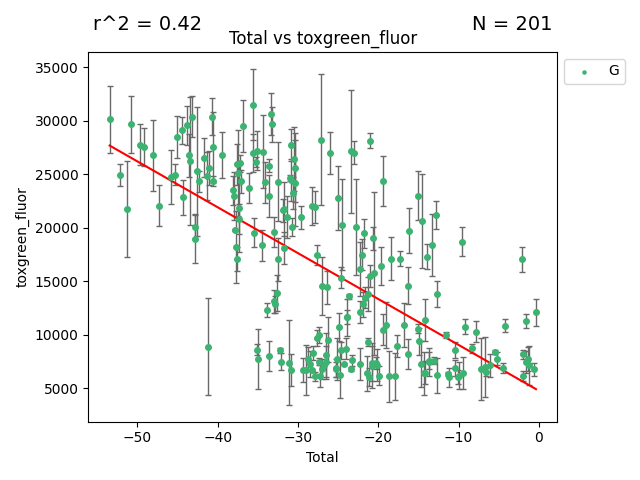 r^2 = 0.42
N = 201
Total vs toxgreen_fluor
G
35000
30000
25000
20000
15000
10000
5000
toxgreen_fluor
−50
−40
−30
−20
−10
0
Total